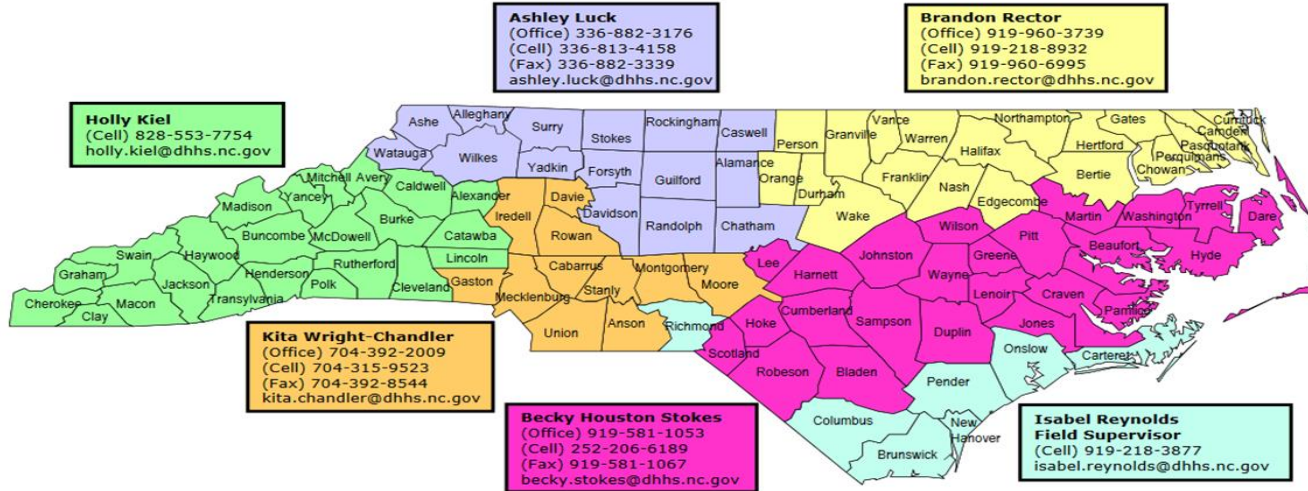 Ashley Luck
(Office) 336-882-3176
(Cell) 336-813-4158
(Fax) 336-882-3339
ashley.luck@dhhs.nc.gov
Brandon Rector
(Office) 919-960-3739
(Cell) 919-218-8932
(Fax) 919-960-6995
brandon.rector@dhhs.nc.gov
Holly Kiel
(Cell) 828-553-7754
holly.kiel@dhhs.nc.gov
Ashe
Alleghany
Surry
Stokes
Rockingham
Caswell
Person
Granville
Vance
Warren
Northampton
Gates
Currituck
Camden
Pasquotank
Perquimans
Chowan
Hertford
Halifax
Bertie
Watauga
Wilkes
Yadkin
Forsyth
Guilford
Alamance
Orange
Durham
Franklin
Nash
Edgecombe
Wake
Mitchell
Avery
Caldwell
Alexander
Yancey
Madison
Burke
Iredell
Davie
Davidson
Randolph
Chatham
Rowan
Catawba
Lincoln
Buncombe
McDowell
Swain
Haywood
Graham
Jackson
Henderson
Rutherford
Polk
Cleveland
Cherokee
Clay
Macon
Transylvania
Gaston
Cabarrus
Mecklenburg
Stanly
Montgomery
Moore
Union
Anson
Richmond
Lee
Harnett
Johnston
Wilson
Wayne
Greene
Pitt
Martin
Washington
Tyrrell
Dare
Beaufort
Hyde
Lenoir
Craven
Pamlico
Jones
Hoke
Cumberland
Sampson
Duplin
Scotland
Robeson
Bladen
Onslow
Carteret
Pender
Columbus
New
Hanover
Brunswick
Kita Wright-Chandler
(Office) 704-392-2009
(Cell) 704-315-9523
(Fax) 704-392-8544
kita.chandler@dhhs.nc.gov
Becky Houston Stokes
(Office) 919-581-1053
(Cell) 252-206-6189
(Fax) 919-581-1067
becky.stokes@dhhs.nc.gov
Isabel Reynolds
Field Supervisor
(Cell) 919-218-3877
isabel.reynolds@dhhs.nc.gov